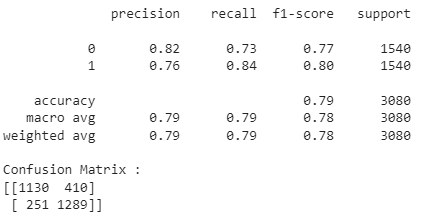 precision recall f1-score support
0 0.82 0.73 0.77 1540
1 0.76 0.84 0.80 1540
accuracy 0.79 3080
macro avg 0.79 0.79 0.78 3080
weighted avg 0.79 0.79 0.78 3080
Confusion Matrix :
[[1130 410]
[ 251 1289]]